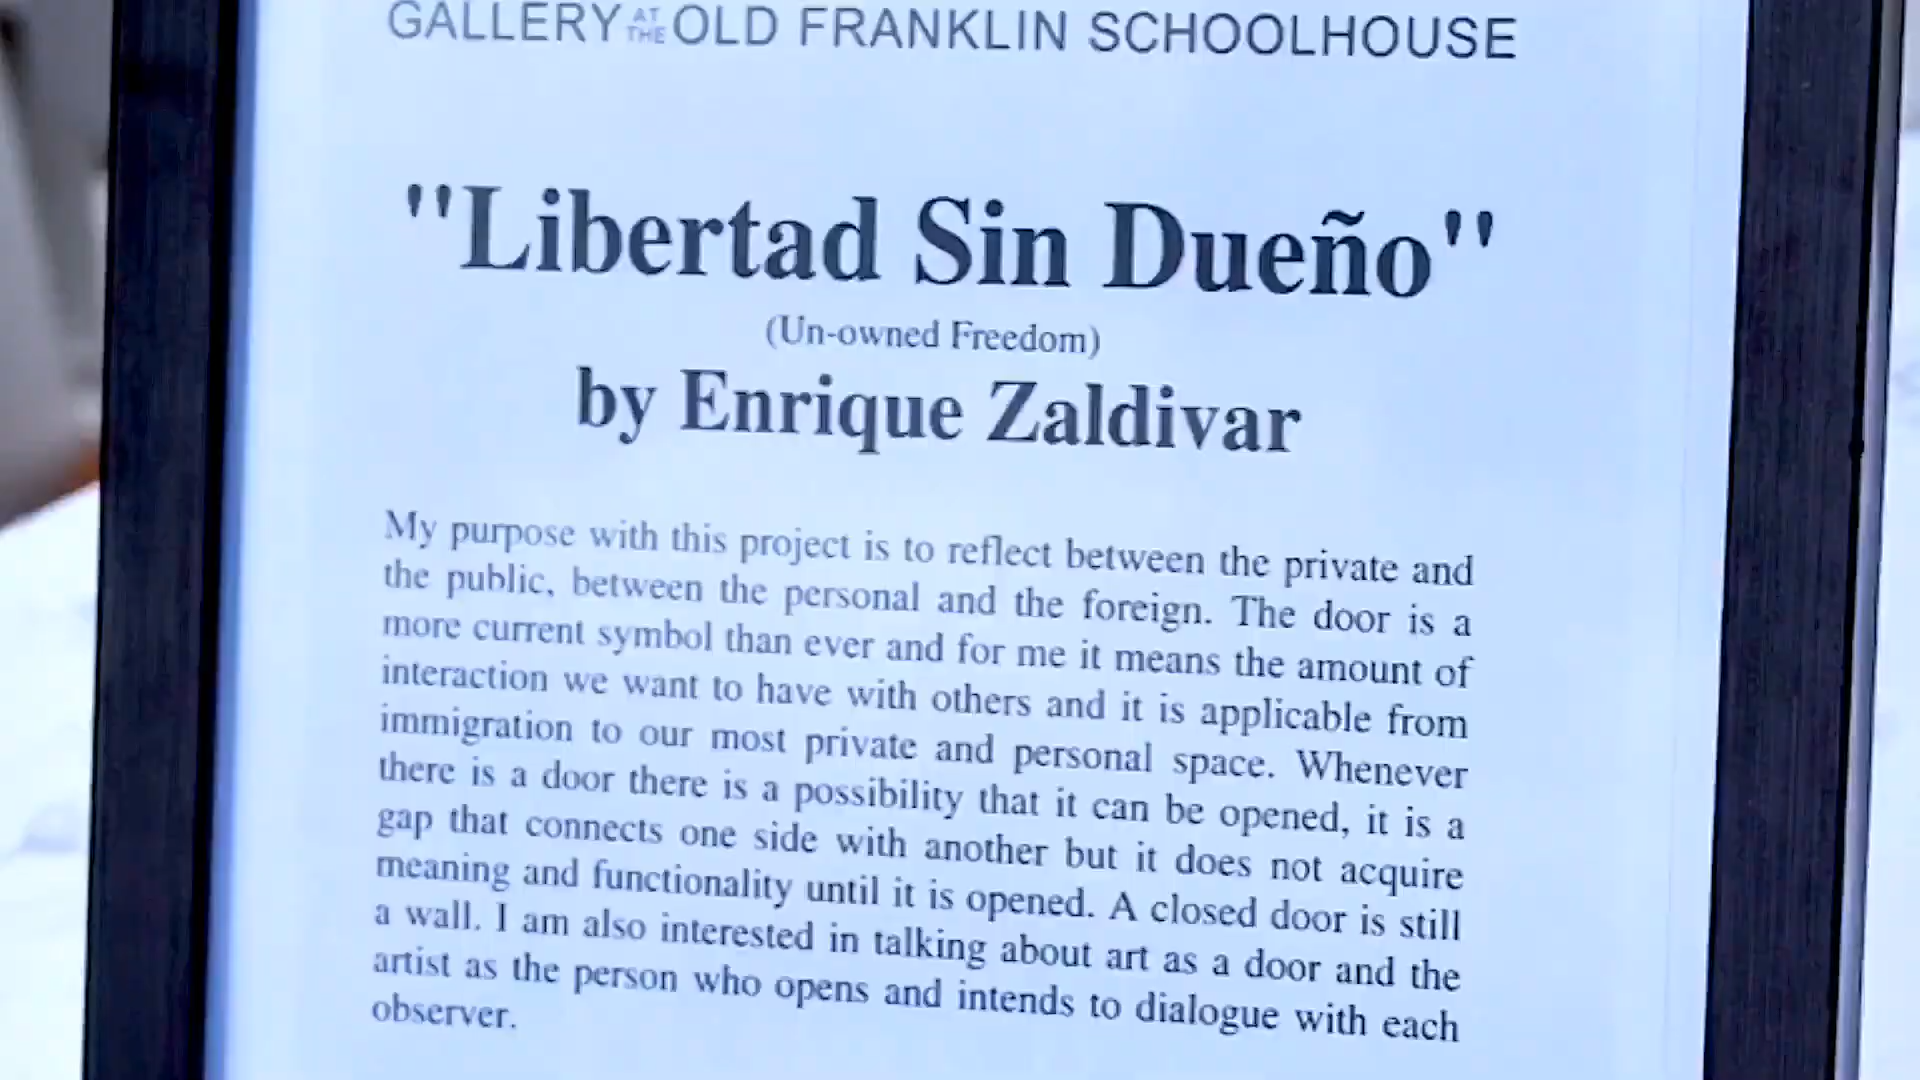 GALLERY AT THE OLD FRANKLIN SCHOOLHOUSE
"Libertad Sin Dueño"
(Un-owned Freedom)
by Enrique Zaldivar
My purpose with this project is to reflect between the private and
the public, between the personal and the foreign. The door is a
more current symbol than ever and for me it means the amount of
interaction we want to have with others and it is applicable from
immigration to our most private and personal space. Whenever
there is a door there is a possibility that it can be opened, it is a
gap that connects one side with another but it does not acquire
meaning and functionality until it is opened. A closed door is still
a wall. I am also interested in talking about art as a door and the
artist as the person who opens and intends to dialogue with each
observer.